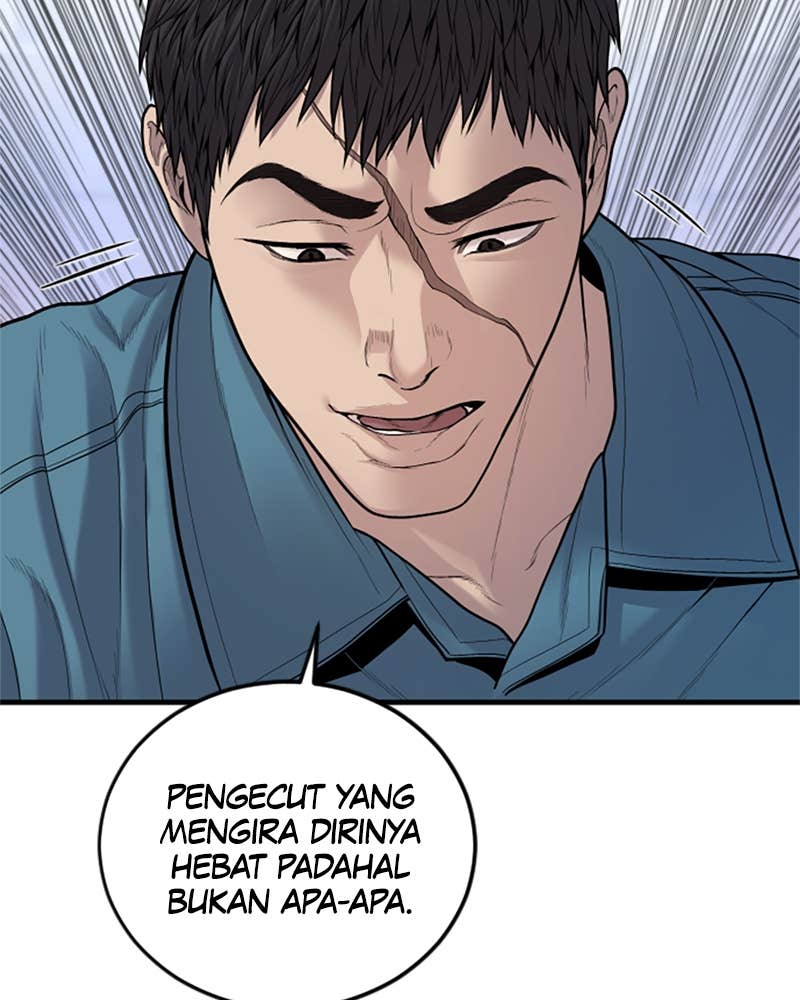 PENGECUT YANG
MENGIRA DIRINYA
HEBAT PADAHAL
BUKAN APA-APA.